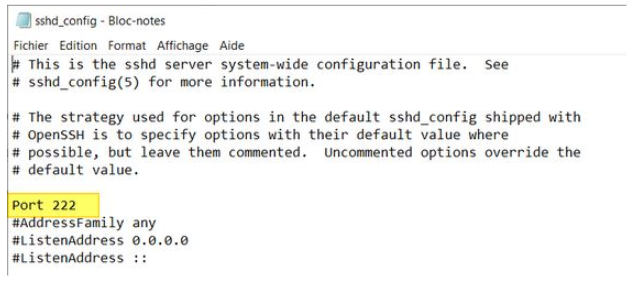 sshd_config - Bloc-notes
Fichier Edition Format Affichage Aide
# This is the sshd server system-wide configuration file.  See
# sshd_config(5) for more information.
# The strategy used for options in the default sshd_config shipped with
# OpenSSH is to specify options with their default value where
# possible, but leave them commented.  Uncommented options override the
# default value.
Port 222
#AddressFamily any
#ListenAddress 0.0.0.0
#ListenAddress ::